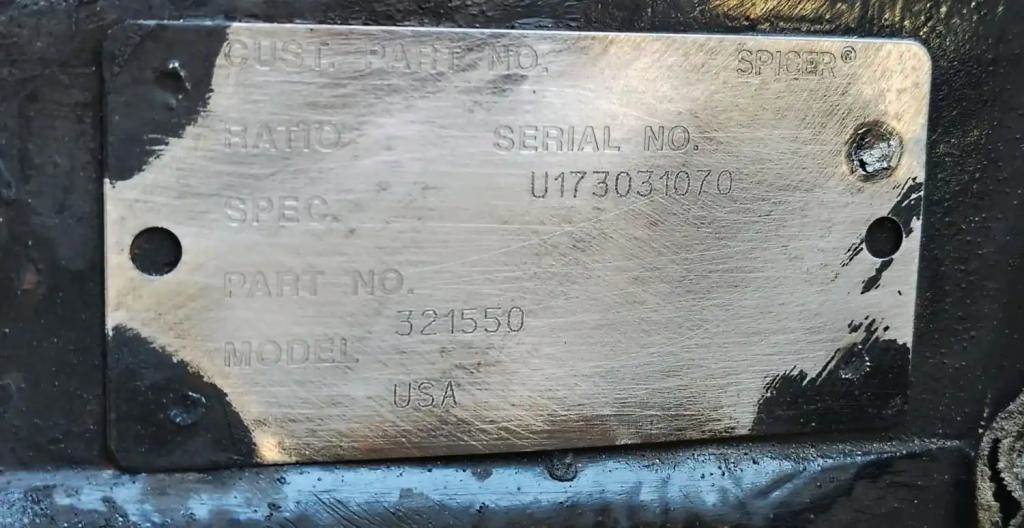 CUST. PART NO. SPICER®
RATIO SERIAL NO.
U173031070
SPEC.
PART NO.
321550
MODEL
USA